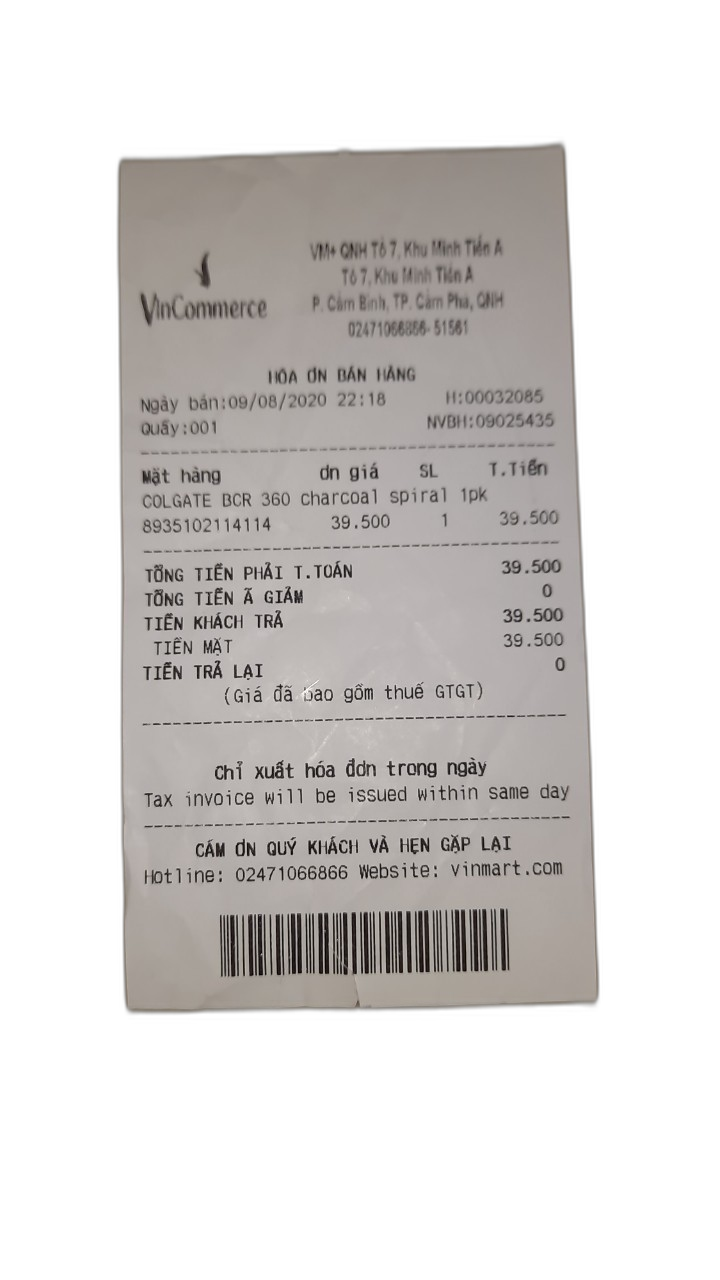 VinCommerce
VM+ QNH Tổ 7, Khu Minh Tiến A
Tổ 7, Khu Minh Tiến A
P. Cẩm Bình, TP. Cẩm Phả, QNH
02471066866- 51561
HÓA ƠN BÁN HÀNG
Ngày bán:09/08/2020 22:18 H:00032085
Quầy:001 NVBH:09025435
Mặt hàng ơn giá SL T.Tiền
COLGATE BCR 360 charcoal spiral 1pk
8935102114114 39.500 1 39.500
TỔNG TIỀN PHẢI T.TOÁN 39.500
TỔNG TIỀN Ã GIẢM 0
TIỀN KHÁCH TRẢ 39.500
TIỀN MẶT 39.500
TIỀN TRẢ LẠI 0
(Giá đã bao gồm thuế GTGT)
Chỉ xuất hóa đơn trong ngày
Tax invoice will be issued within same day
CẢM ƠN QUÝ KHÁCH VÀ HẸN GẶP LẠI
Hotline: 02471066866 Website: vinmart.com